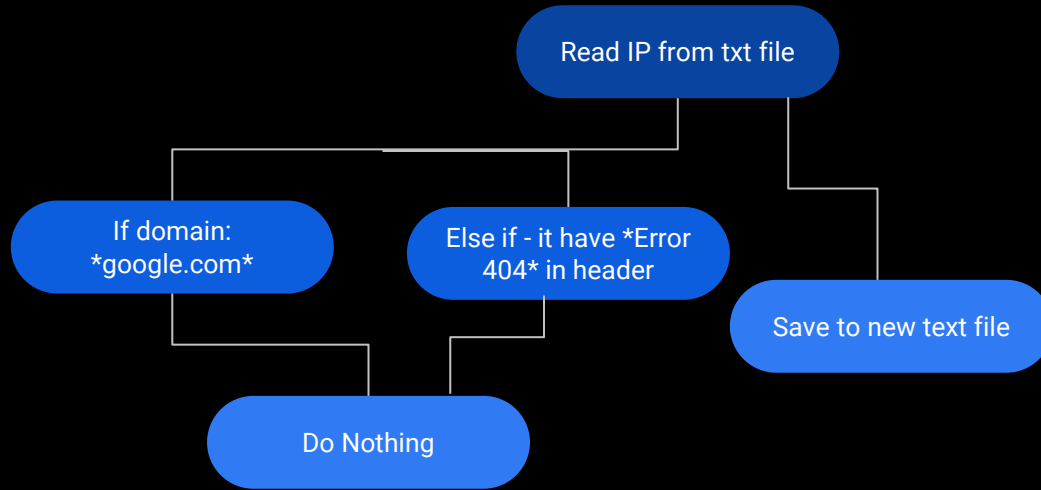 Read IP from txt file
If domain:
*google.com*
Else if - it have *Error
404* in header
Save to new text file
Do Nothing